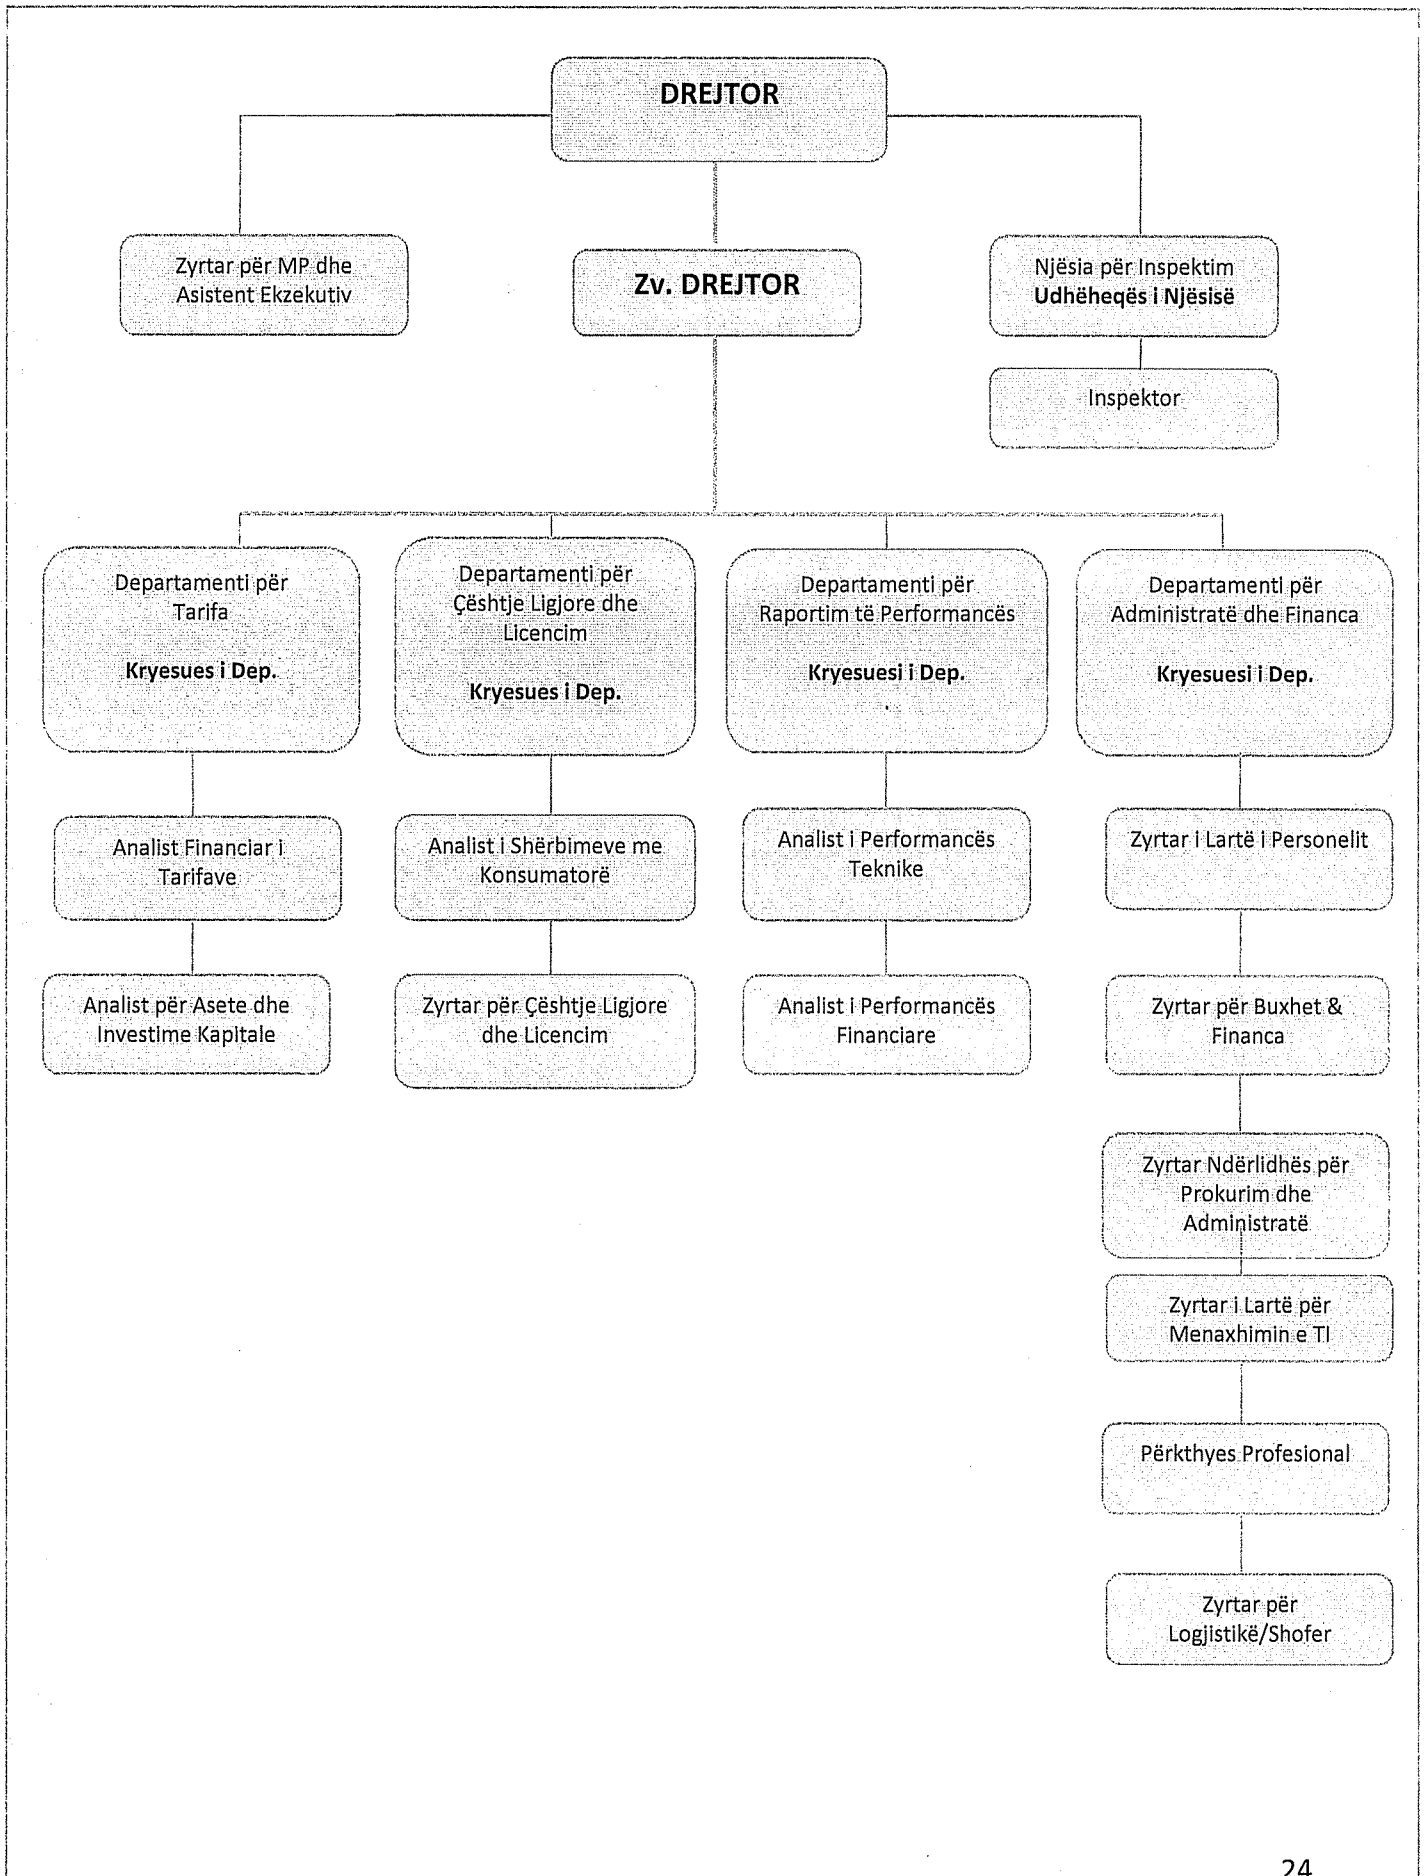 DREJTOR
Zyrtar për MP dhe
Asistent Ekzekutiv
Zv. DREJTOR
Njësia për Inspektim
Udhëheqës i Njësisë
Inspektor
Departamenti për
Tarifa
Kryesues i Dep.
Departamenti për
Çështje Ligjore dhe
Licencim
Kryesues i Dep.
Departamenti për
Raportim të Performancës
Kryesuesi i Dep.
Departamenti për
Administratë dhe Financa
Kryesuesi i Dep.
Analist Financiar i
Tarifave
Analist i Shërbimeve me
Konsumatorë
Analist i Performancës
Teknike
Zyrtar i Lartë i Personelit
Analist për Asete dhe
Investime Kapitale
Zyrtar për Çështje Ligjore
dhe Licencim
Analist i Performancës
Financiare
Zyrtar për Buxhet &
Financa
Zyrtar Ndërlidhës për
Prokurim dhe
Administratë
Zyrtar i Lartë për
Menaxhimin e TI
Përkthyes Profesional
Zyrtar për
Logjistikë/Shofer
24